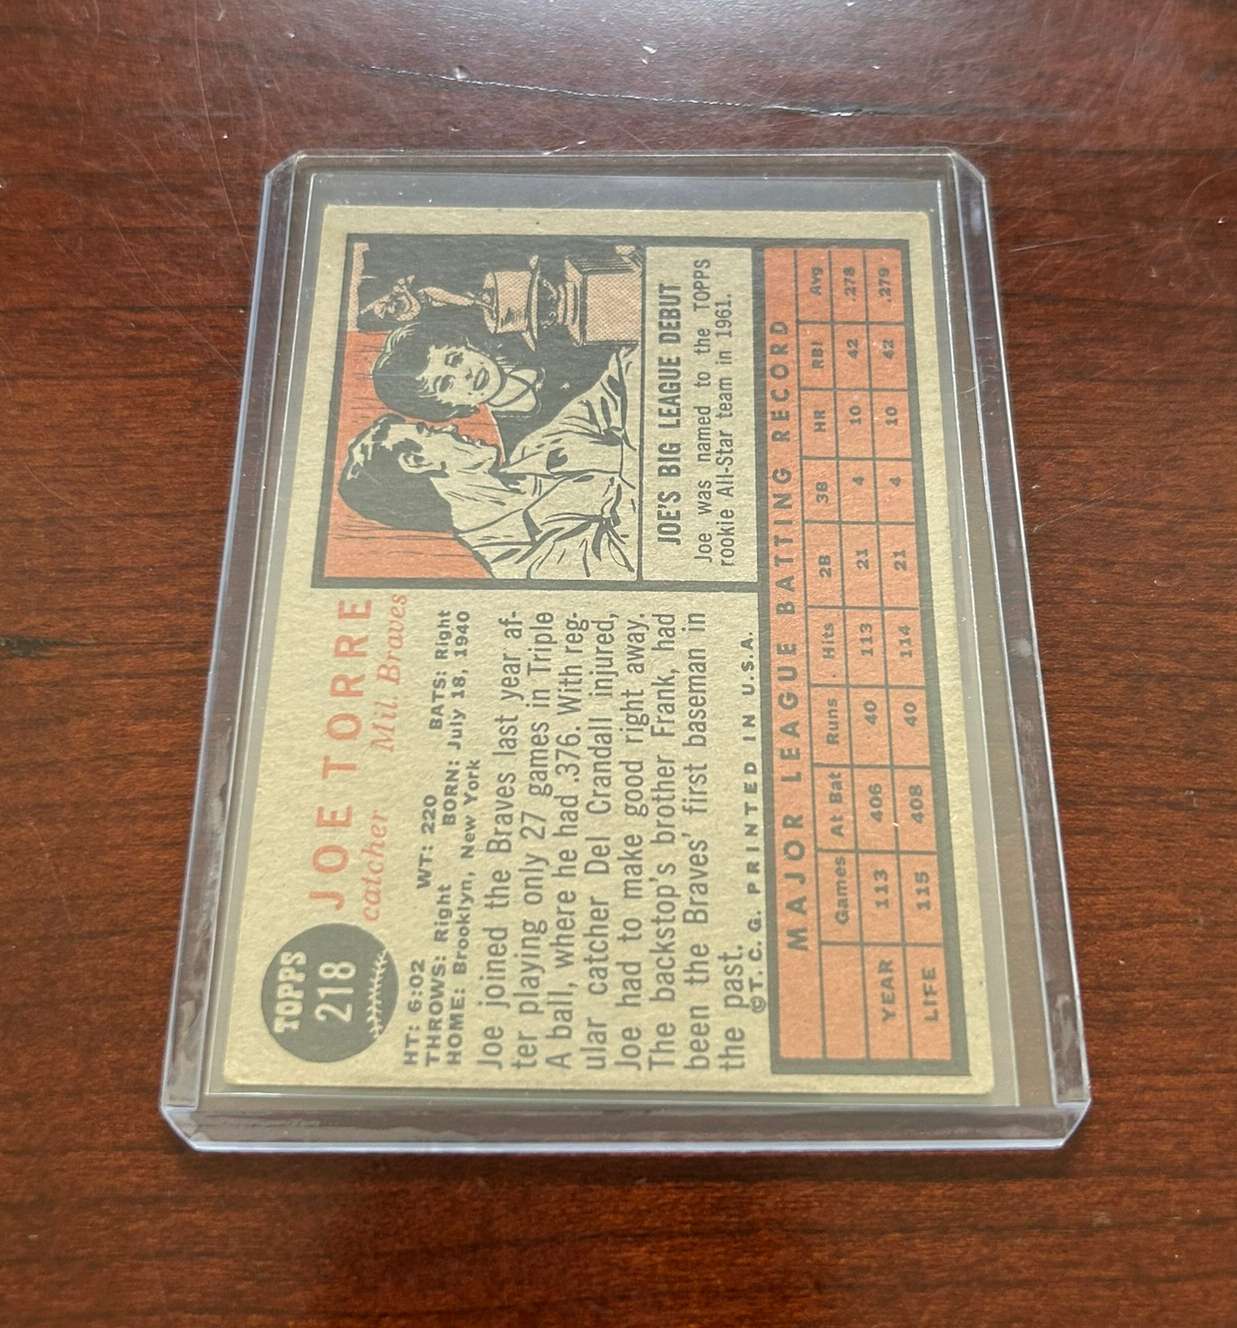 TOPPS
218
JOE TORRE
catcher Mil. Braves
HT: 6:02 WT: 220 BATS: Right
THROWS: Right BORN: July 18, 1940
HOME: Brooklyn, New York
Joe joined the Braves last year af-
ter playing only 27 games in Triple
A ball, where he had .376. With reg-
ular catcher Del Crandall injured,
Joe had to make good right away.
The backstop's brother Frank, had
been the Braves' first baseman in
the past.
©T.C.G. PRINTED IN U.S.A.
JOE'S BIG LEAGUE DEBUT
Joe was named to the TOPPS
rookie All-Star team in 1961.
MAJOR LEAGUE BATTING RECORD
Games At Bat Runs Hits 2B 3B HR RBI Avg
YEAR 113 406 40 113 21 4 10 42 .278
LIFE 115 408 40 114 21 4 10 42 .279